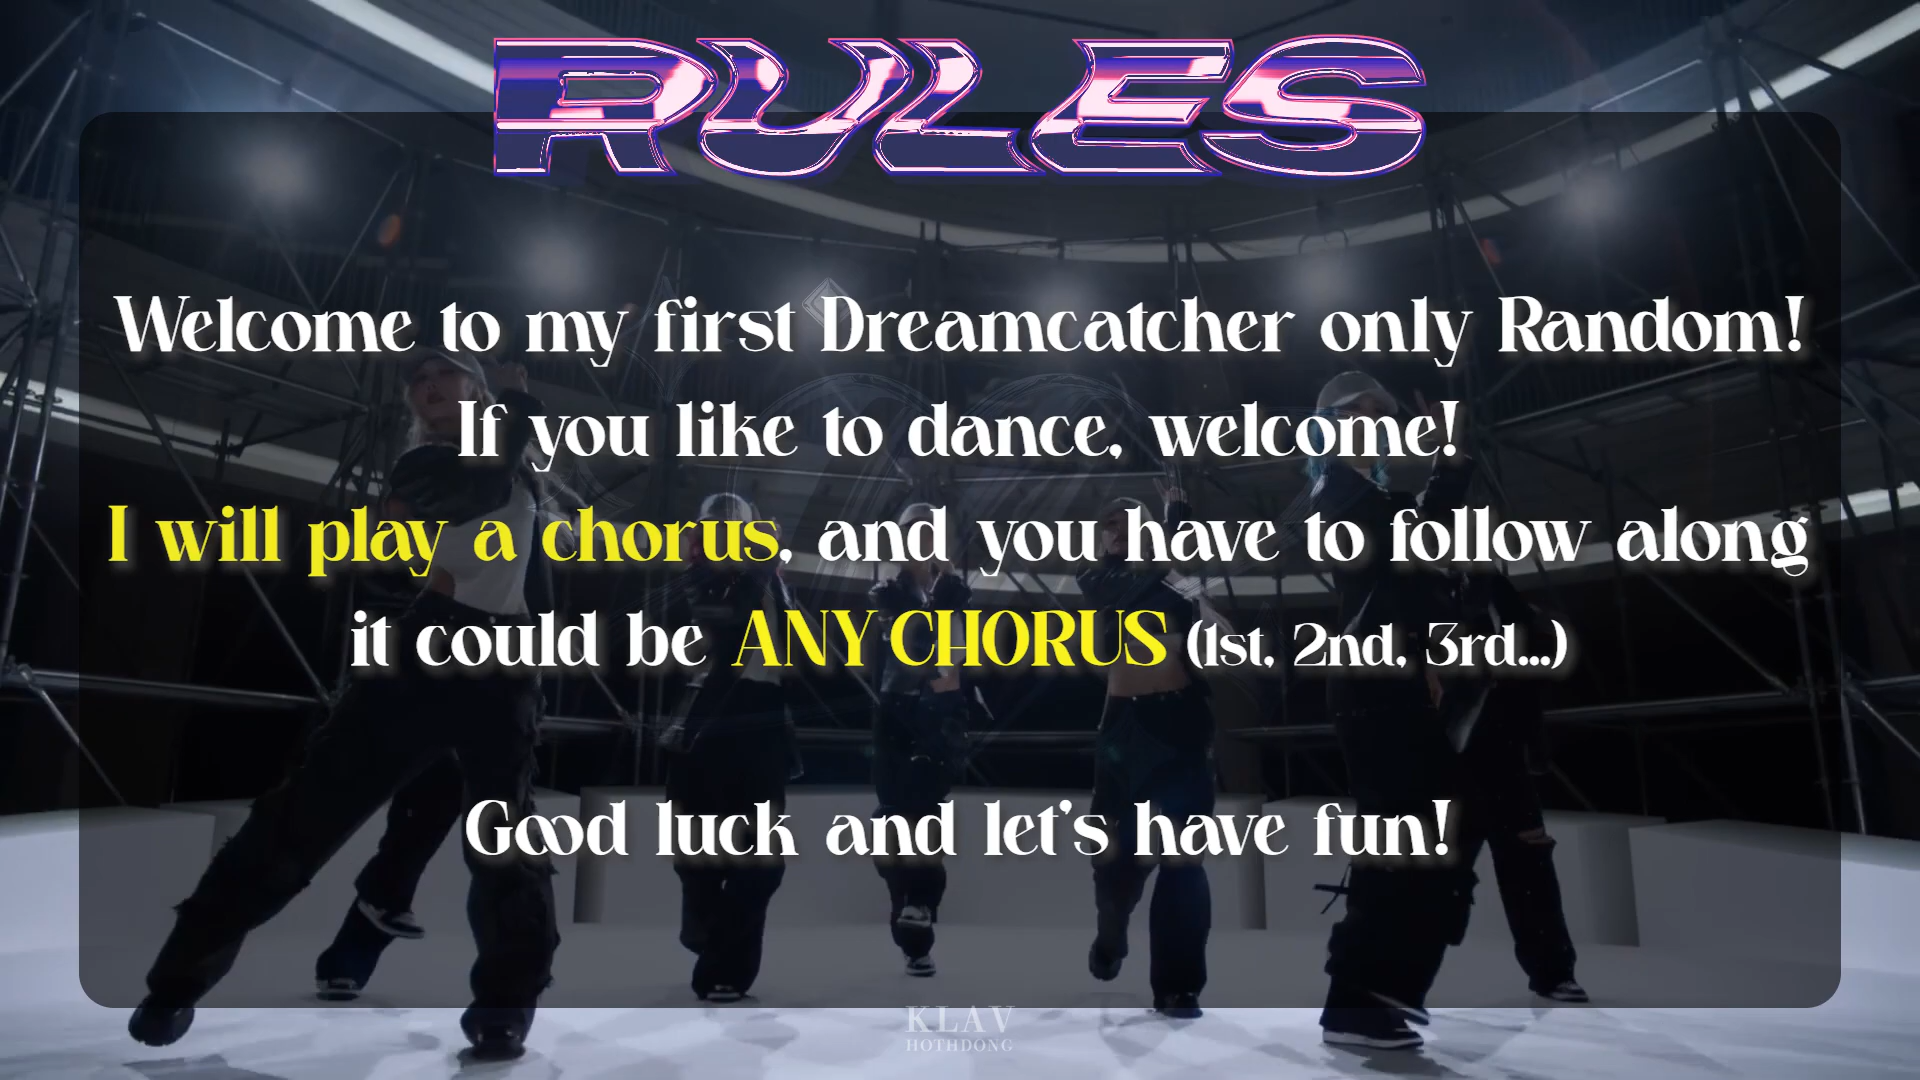 RULES
Welcome to my first Dreamcatcher only Random!
If you like to dance, welcome!
I will play a chorus, and you have to follow along
it could be ANY CHORUS (1st, 2nd, 3rd...)
Good luck and let's have fun!
KLAV
HOTHDONG